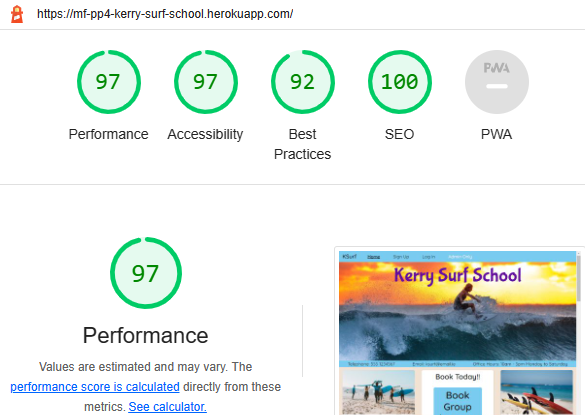 https://mf-pp4-kerry-surf-school.herokuapp.com/
97
97
92
100
PWA
Performance
Accessibility
Best
Practices
SEO
PWA
97
Performance
Values are estimated and may vary. The
performance score is calculated directly from these
metrics. See calculator.
KSurf Home Sign Up Log In
Kerry Surf School
Book Today!!
Book
Group